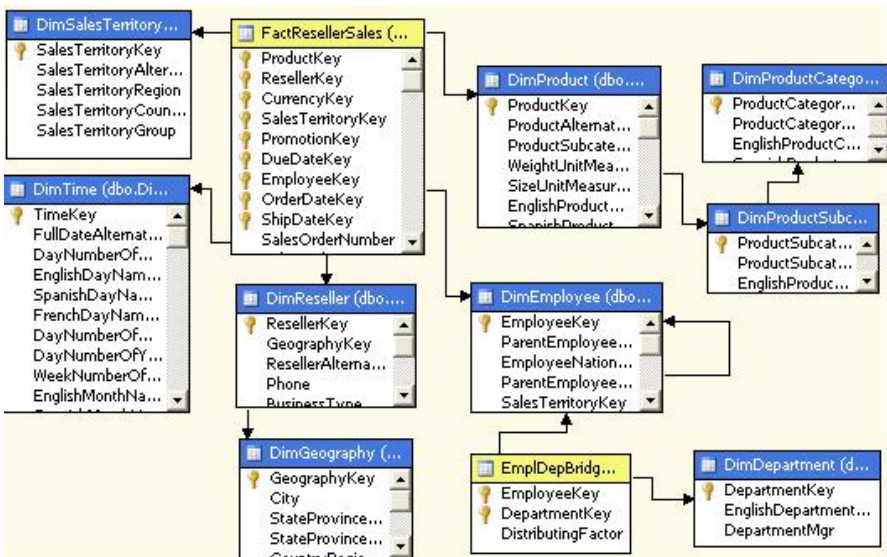 DimSalesTerritory...
SalesTerritoryKey
SalesTerritoryAlter...
SalesTerritoryRegion
SalesTerritoryCoun...
SalesTerritoryGroup
FactResellerSales (...
ProductKey
ResellerKey
CurrencyKey
SalesTerritoryKey
PromotionKey
DueDateKey
EmployeeKey
OrderDateKey
ShipDateKey
SalesOrderNumber
DimProduct (dbo....
ProductKey
ProductAlternat...
ProductSubcate...
WeightUnitMea...
SizeUnitMeasur...
EnglishProduct...
SpanishProduct
DimProductCatego...
ProductCategor...
ProductCategor...
EnglishProductC...
DimProductSubc...
ProductSubcat...
ProductSubcat...
EnglishProduc...
DimTime (dbo.Di...
TimeKey
FullDateAlternat...
DayNumberOf...
EnglishDayNam...
SpanishDayNa...
FrenchDayNam...
DayNumberOf...
DayNumberOfY...
WeekNumberOf...
EnglishMonthNa...
DimReseller (dbo....
ResellerKey
GeographyKey
ResellerAlterna...
Phone
BusinessType
DimEmployee (dbo...
EmployeeKey
ParentEmployee...
EmployeeNation...
ParentEmployee...
SalesTerritoryKey
DimGeography (...
GeographyKey
City
StateProvince...
StateProvince...
EmplDepBridg...
EmployeeKey
DepartmentKey
DistributingFactor
DimDepartment (d...
DepartmentKey
EnglishDepartment...
DepartmentMgr